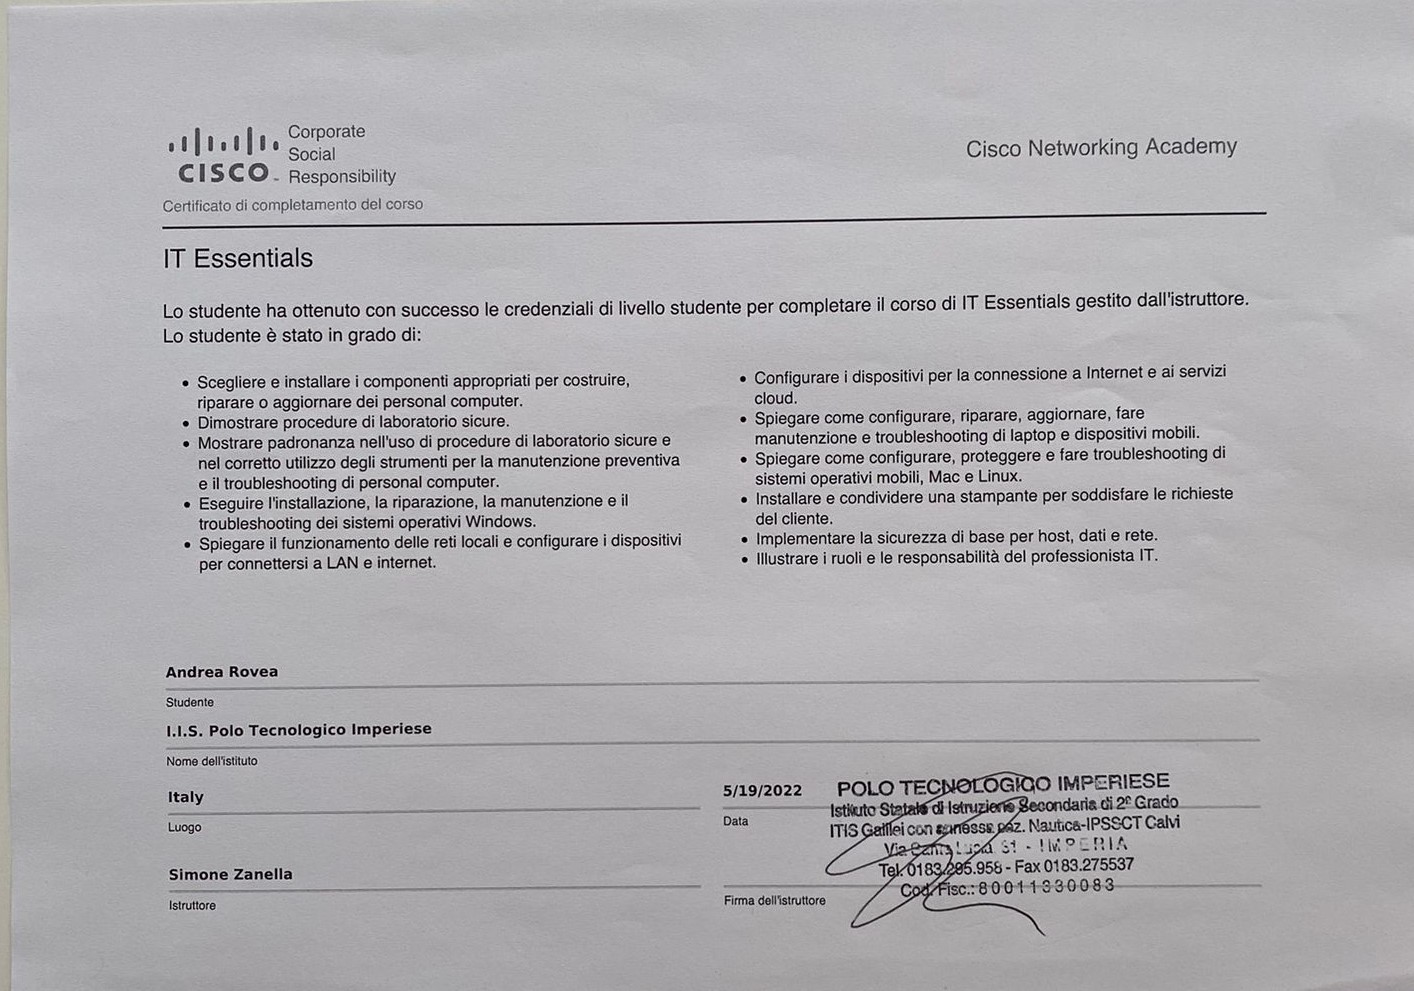 Corporate
Social
CISCO Responsibility
Cisco Networking Academy
Certificato di completamento del corso
IT Essentials
Lo studente ha ottenuto con successo le credenziali di livello studente per completare il corso di IT Essentials gestito dall'istruttore.
Lo studente è stato in grado di:
• Scegliere e installare i componenti appropriati per costruire,
riparare o aggiornare dei personal computer.
• Dimostrare procedure di laboratorio sicure.
• Mostrare padronanza nell'uso di procedure di laboratorio sicure e
nel corretto utilizzo degli strumenti per la manutenzione preventiva
e il troubleshooting di personal computer.
• Eseguire l'installazione, la riparazione, la manutenzione e il
troubleshooting dei sistemi operativi Windows.
• Spiegare il funzionamento delle reti locali e configurare i dispositivi
per connettersi a LAN e internet.
• Configurare i dispositivi per la connessione a Internet e ai servizi
cloud.
• Spiegare come configurare, riparare, aggiornare, fare
manutenzione e troubleshooting di laptop e dispositivi mobili.
• Spiegare come configurare, proteggere e fare troubleshooting di
sistemi operativi mobili, Mac e Linux.
• Installare e condividere una stampante per soddisfare le richieste
del cliente.
• Implementare la sicurezza di base per host, dati e rete.
• Illustrare i ruoli e le responsabilità del professionista IT.
Andrea Rovea
Studente
I.I.S. Polo Tecnologico Imperiese
Nome dell'istituto
Italy
Luogo
5/19/2022
Data
Simone Zanella
Istruttore
Firma dell'istruttore
POLO TECNOLOGICO IMPERIESE
Istituto Statale di Istruzione Secondaria di 2º Grado
ITIS Galilei con sez. Nautica-IPSSCT Calvi
Via - IMPERIA
Tel. 0183.295.958 - Fax 0183.275537
Cod. Fisc.: 80011330083